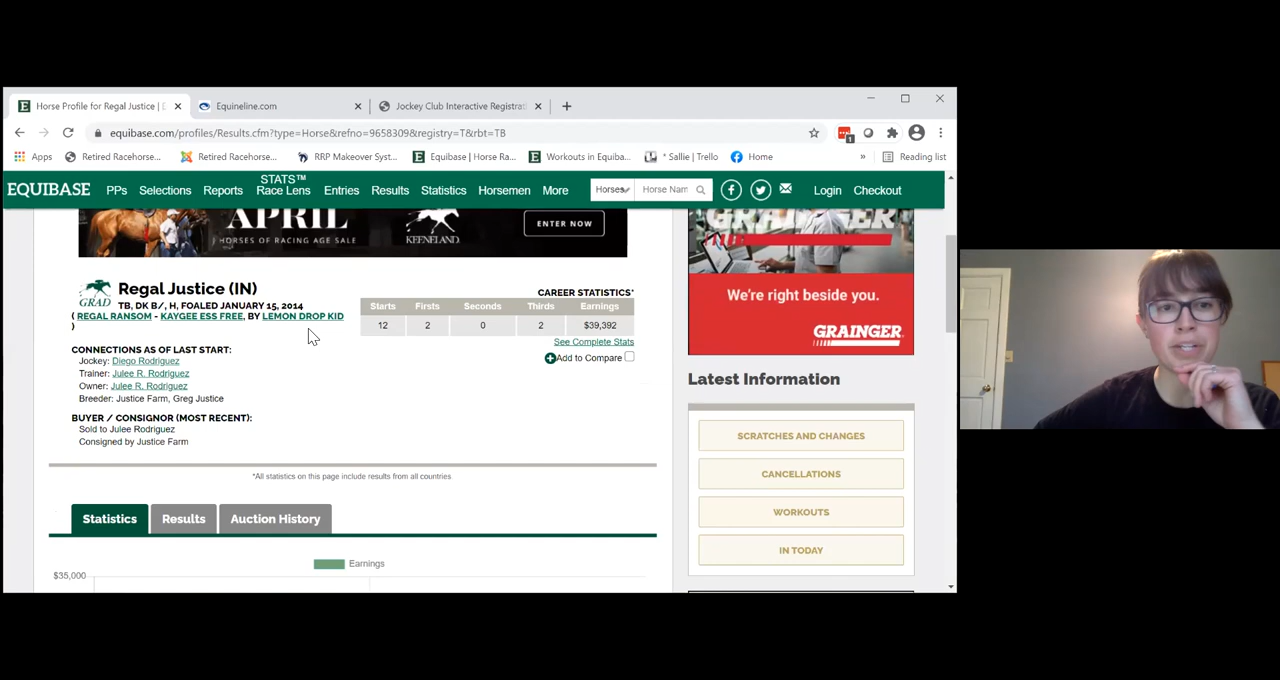 Horse Profile for Regal Justice |
Equineline.com
Jockey Club Interactive Registrat
equibase.com/profiles/Results.cfm?type=Horse&refno=9658309&registry=T&rbt=TB
1
Apps
Retired Racehorse...
Retired Racehorse...
RRP Makeover Syst...
Equibase | Horse Ra...
Workouts in Equiba...
* Sallie | Trello
Home
»
Reading list
EQUIBASE
PPs
Selections
Reports
STATS™
Race Lens
Entries
Results
Statistics
Horsemen
More
Horses
Horse Nam
Login
Checkout
APRIL
HORSES OF RACING AGE SALE
KEENELAND
ENTER NOW
GRAINGER
We're right beside you.
GRAINGER
GRAD
Regal Justice (IN)
TB, DK B/, H, FOALED JANUARY 15, 2014
( REGAL RANSOM - KAYGEE ESS FREE, BY LEMON DROP KID
)
CAREER STATISTICS*
Starts Firsts Seconds Thirds Earnings
12 2 0 2 $39,392
See Complete Stats
Add to Compare
CONNECTIONS AS OF LAST START:
Jockey: Diego Rodriguez
Trainer: Julee R. Rodriguez
Owner: Julee R. Rodriguez
Breeder: Justice Farm, Greg Justice
BUYER / CONSIGNOR (MOST RECENT):
Sold to Julee Rodriguez
Consigned by Justice Farm
*All statistics on this page include results from all countries
Statistics
Results
Auction History
Earnings
$35,000
Latest Information
SCRATCHES AND CHANGES
CANCELLATIONS
WORKOUTS
IN TODAY